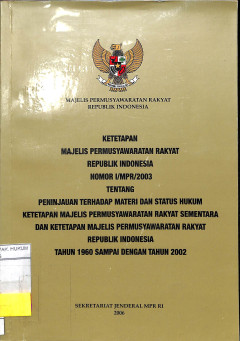 MAJELIS PERMUSYAWARATAN RAKYAT
REPUBLIK INDONESIA
KETETAPAN
MAJELIS PERMUSYAWARATAN RAKYAT
REPUBLIK INDONESIA
NOMOR I/MPR/2003
TENTANG
PENINJAUAN TERHADAP MATERI DAN STATUS HUKUM
KETETAPAN MAJELIS PERMUSYAWARATAN RAKYAT SEMENTARA
DAN KETETAPAN MAJELIS PERMUSYAWARATAN RAKYAT
REPUBLIK INDONESIA
TAHUN 1960 SAMPAI DENGAN TAHUN 2002
HUKUM
SEKRETARIAT JENDERAL MPR RI
2006